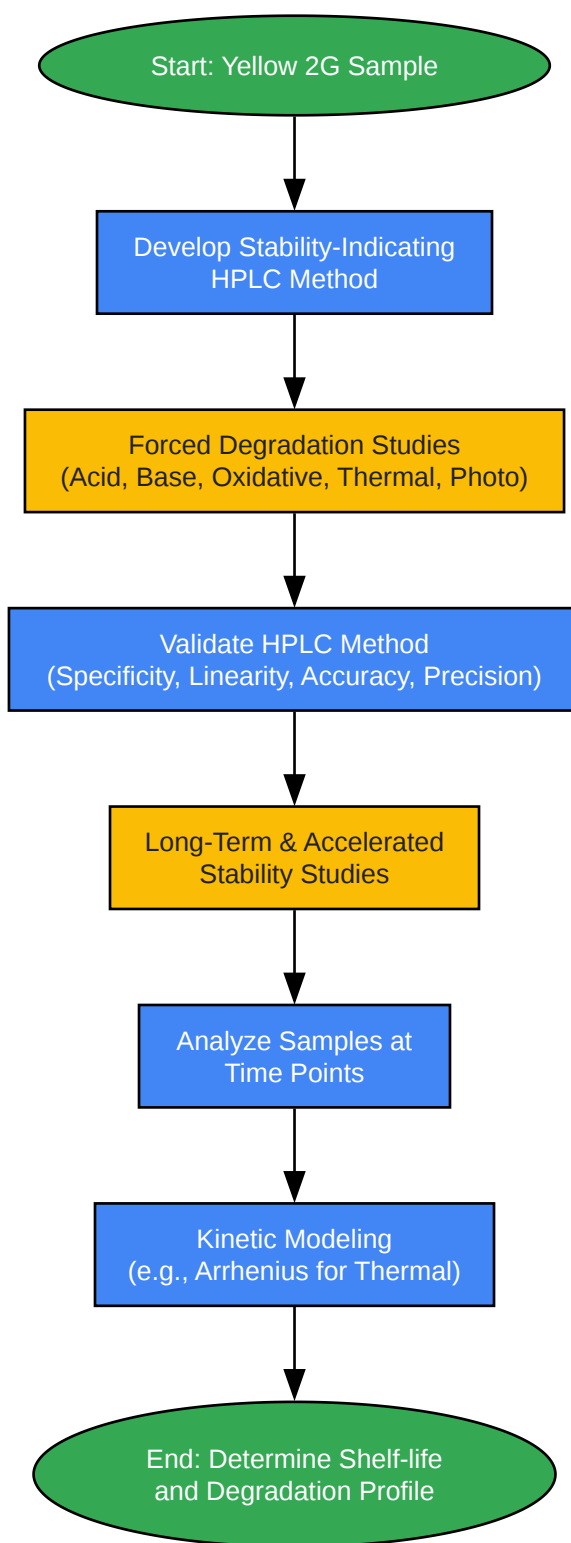 Start: Yellow 2G Sample
Develop Stability-Indicating
HPLC Method
Forced Degradation Studies
(Acid, Base, Oxidative, Thermal, Photo)
Validate HPLC Method
(Specificity, Linearity, Accuracy, Precision)
Long-Term & Accelerated
Stability Studies
Analyze Samples at
Time Points
Kinetic Modeling
(e.g., Arrhenius for Thermal)
End: Determine Shelf-life
and Degradation Profile